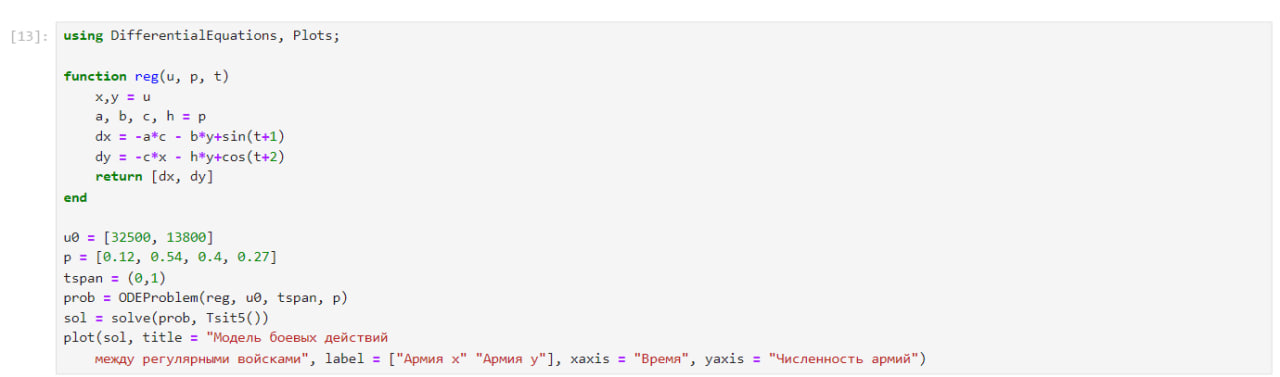 [13]: using DifferentialEquations, Plots;
function reg(u, p, t)
    x,y = u
    a, b, c, h = p
    dx = -a*c - b*y+sin(t+1)
    dy = -c*x - h*y+cos(t+2)
    return [dx, dy]
end
u0 = [32500, 13800]
p = [0.12, 0.54, 0.4, 0.27]
tspan = (0,1)
prob = ODEProblem(reg, u0, tspan, p)
sol = solve(prob, Tsit5())
plot(sol, title = "Модель боевых действий
    между регулярными войсками", label = ["Армия x" "Армия y"], xaxis = "Время", yaxis = "Численность армий")